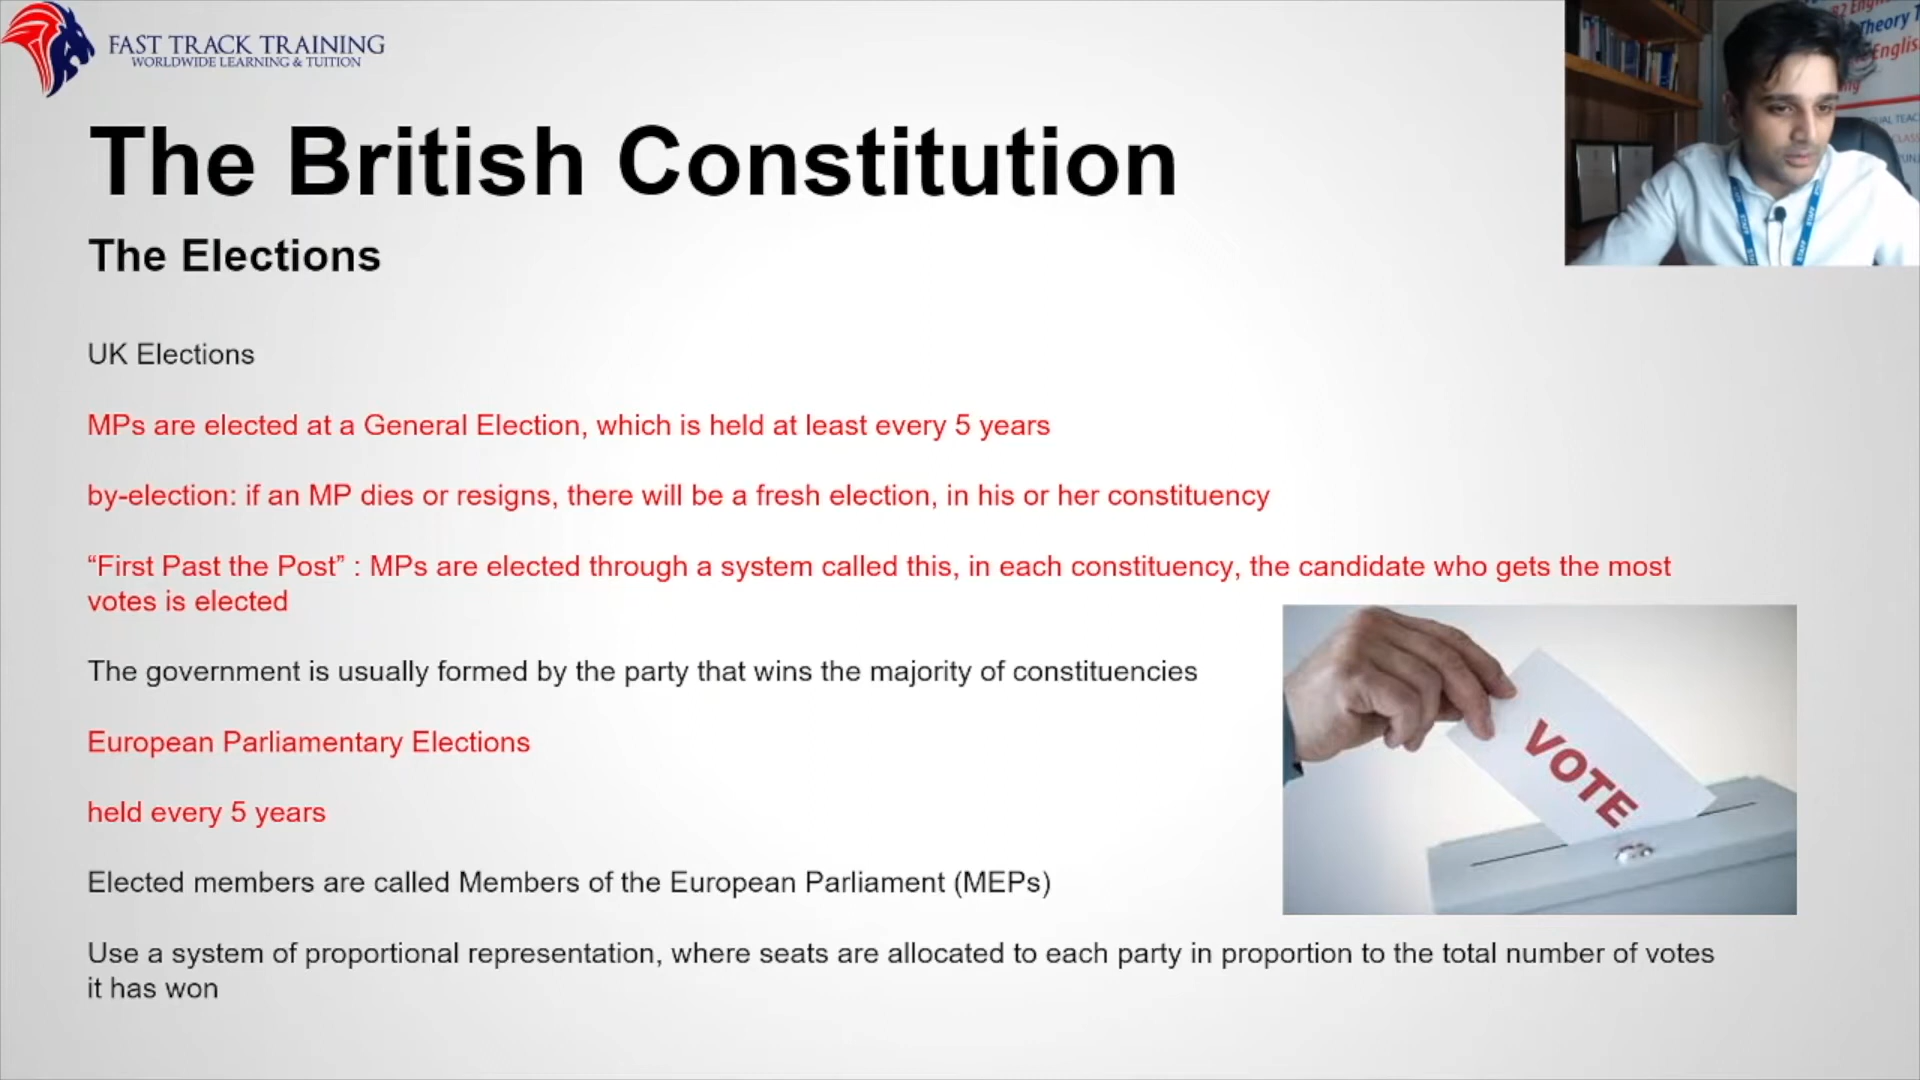 FAST TRACK TRAINING
WORLDWIDE LEARNING & TUITION
The British Constitution
The Elections
UK Elections
MPs are elected at a General Election, which is held at least every 5 years
by-election: if an MP dies or resigns, there will be a fresh election, in his or her constituency
“First Past the Post” : MPs are elected through a system called this, in each constituency, the candidate who gets the most
votes is elected
The government is usually formed by the party that wins the majority of constituencies
European Parliamentary Elections
held every 5 years
Elected members are called Members of the European Parliament (MEPs)
Use a system of proportional representation, where seats are allocated to each party in proportion to the total number of votes
it has won
VOTE
B2
Theory
STAFF
STAFF